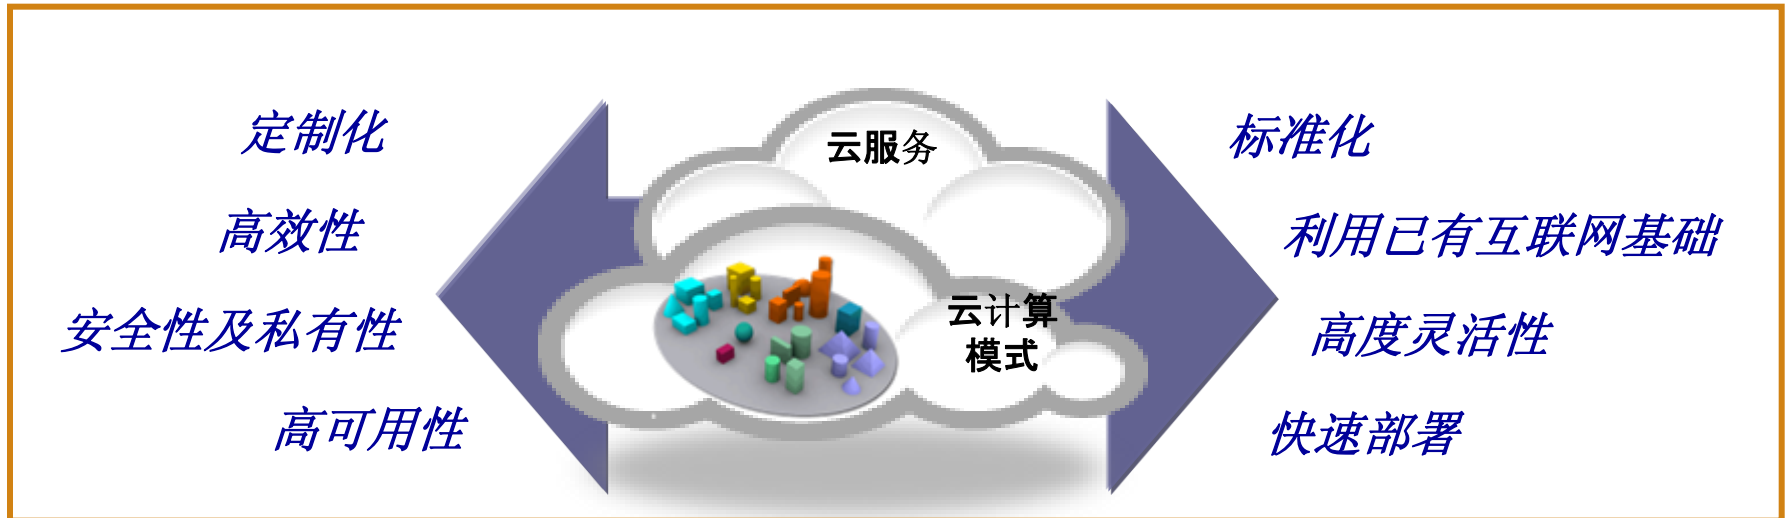 定制化
高效性
安全性及私有性
高可用性
云服务
云计算
模式
标准化
利用已有互联网基础
高度灵活性
快速部署